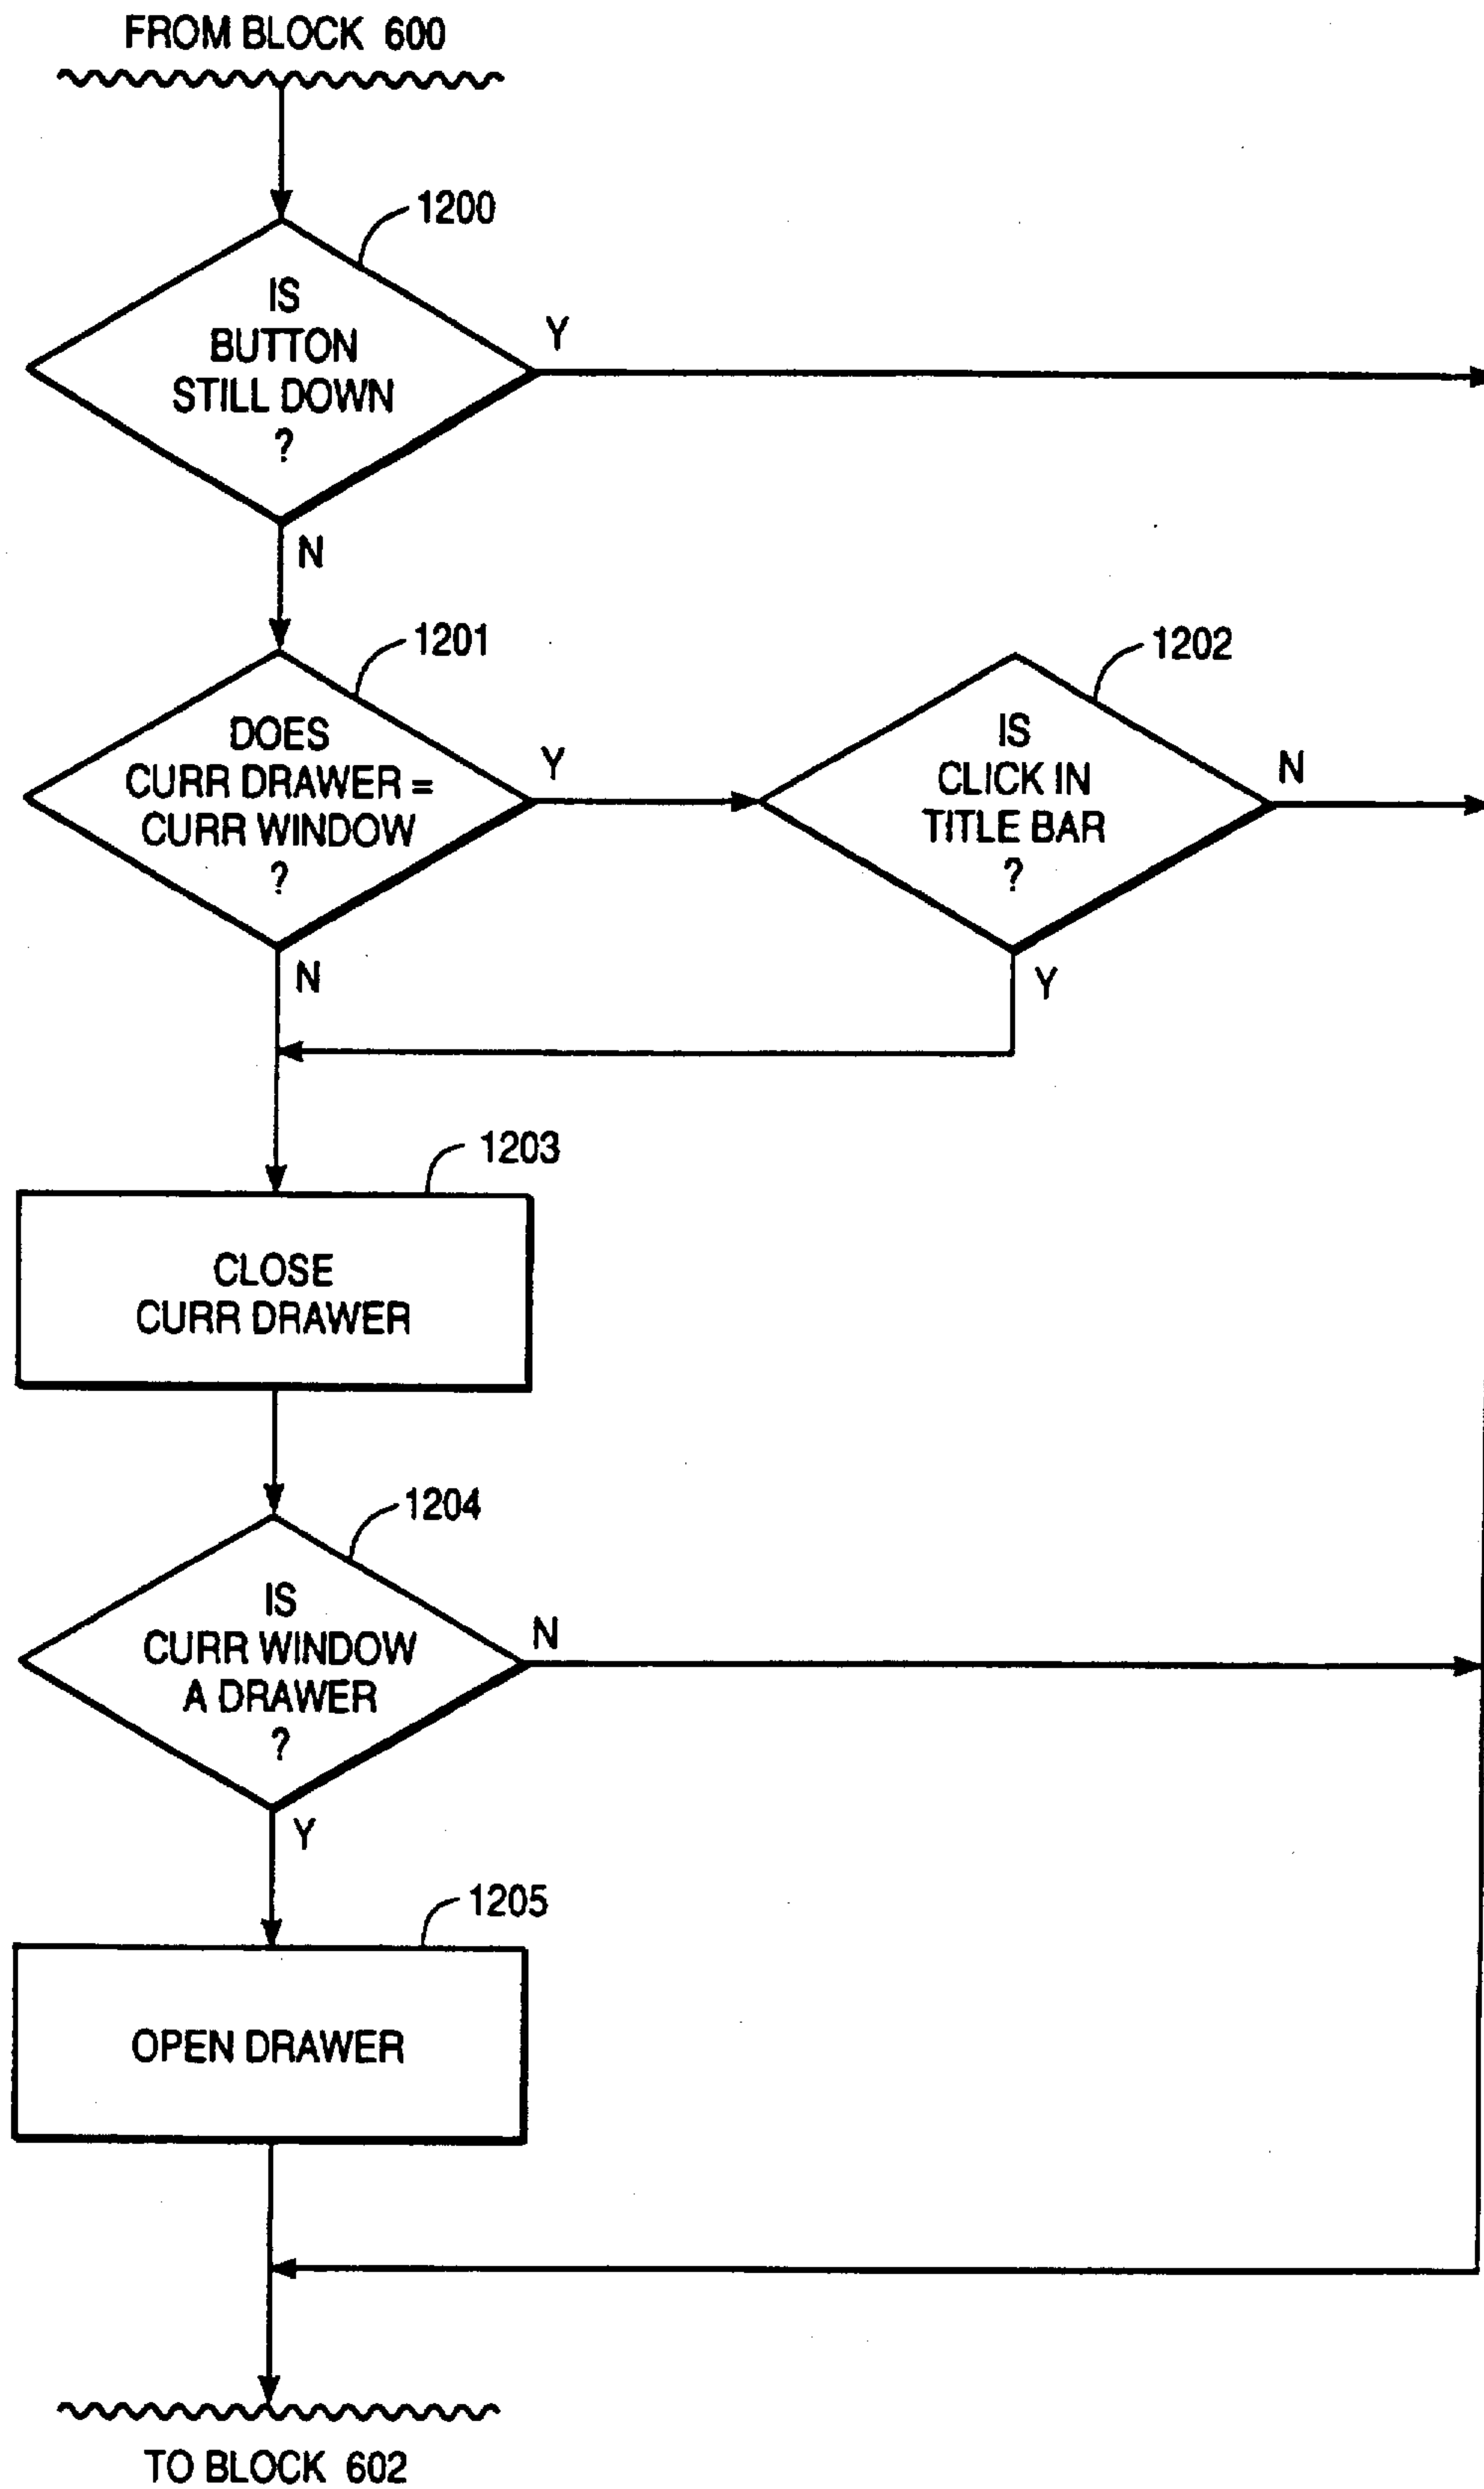 FROM BLOCK 600
1200
IS
BUTTON
STILL DOWN
?
Y
N
1201
DOES
CURR DRAWER =
CURR WINDOW
?
Y
N
1202
IS
CLICK IN
TITLE BAR
?
N
Y
1203
CLOSE
CURR DRAWER
1204
IS
CURR WINDOW
A DRAWER
?
N
Y
1205
OPEN DRAWER
TO BLOCK 602